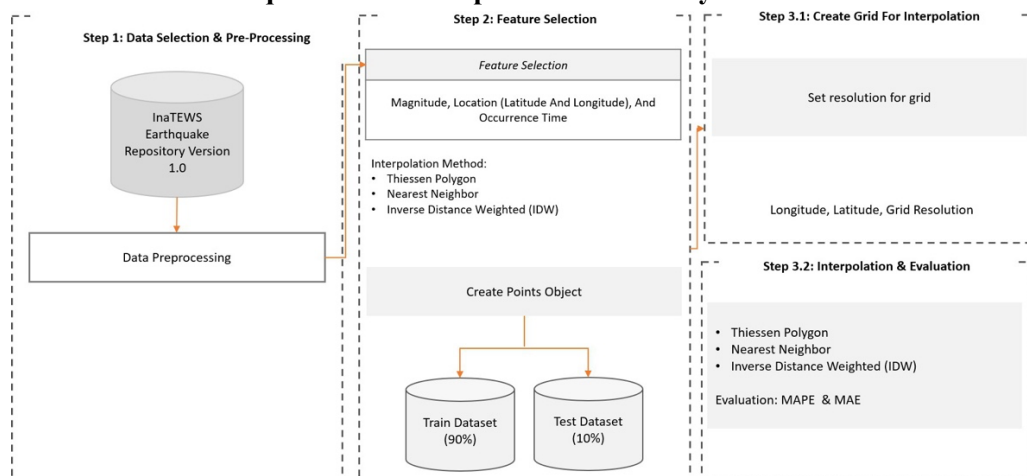 Step 1: Data Selection & Pre-Processing
InaTEWS
Earthquake
Repository Version
1.0
Data Preprocessing
Step 2: Feature Selection
Feature Selection
Magnitude, Location (Latitude And Longitude), And
Occurrence Time
Interpolation Method:
• Thiessen Polygon
• Nearest Neighbor
• Inverse Distance Weighted (IDW)
Create Points Object
Train Dataset
(90%)
Test Dataset
(10%)
Step 3.1: Create Grid For Interpolation
Set resolution for grid
Longitude, Latitude, Grid Resolution
Step 3.2: Interpolation & Evaluation
• Thiessen Polygon
• Nearest Neighbor
• Inverse Distance Weighted (IDW)
Evaluation: MAPE & MAE